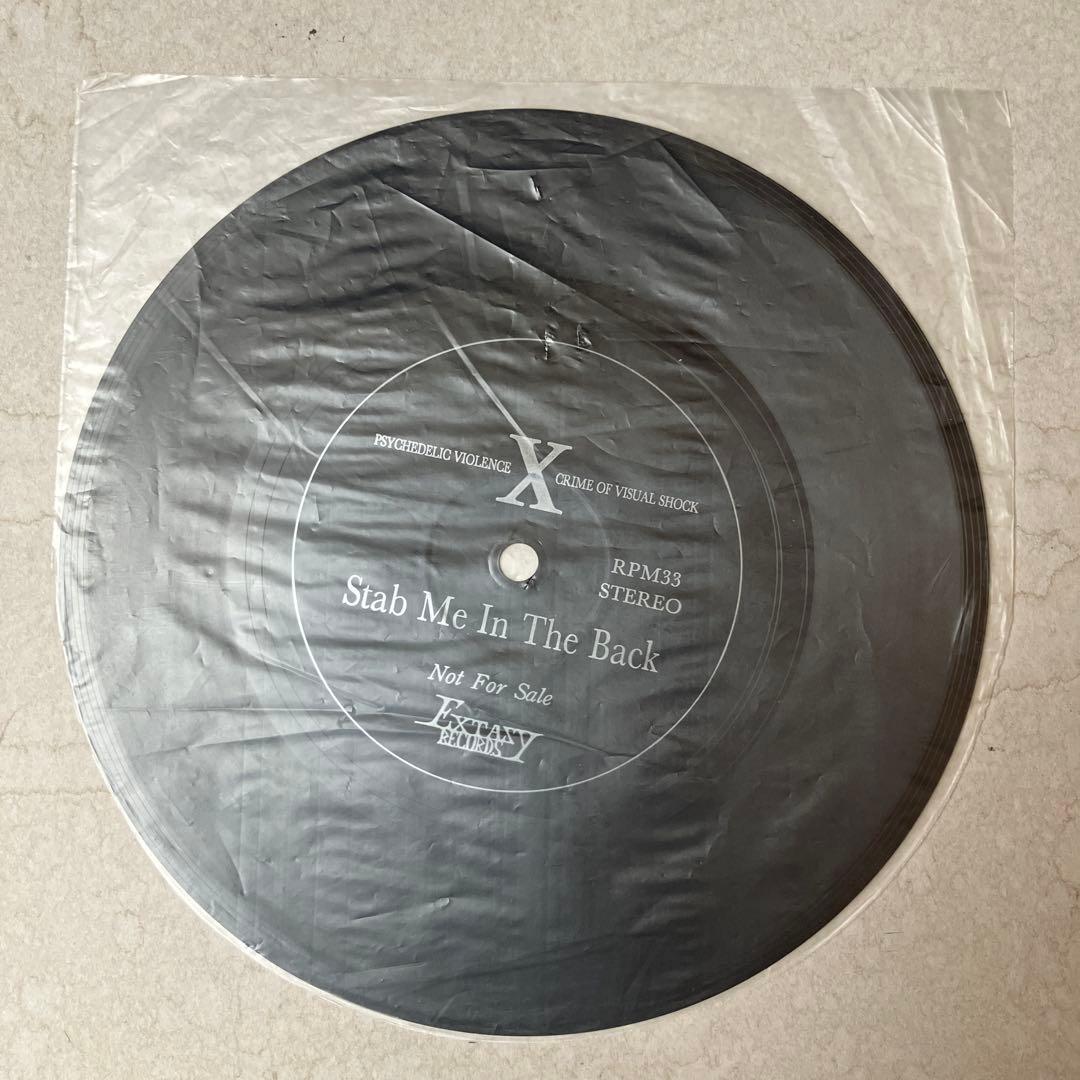 PSYCHEDELIC VIOLENCE X CRIME OF VISUAL SHOCK
RPM33
STEREO
Stab Me In The Back
Not For Sale
EXTASY
RECORDS